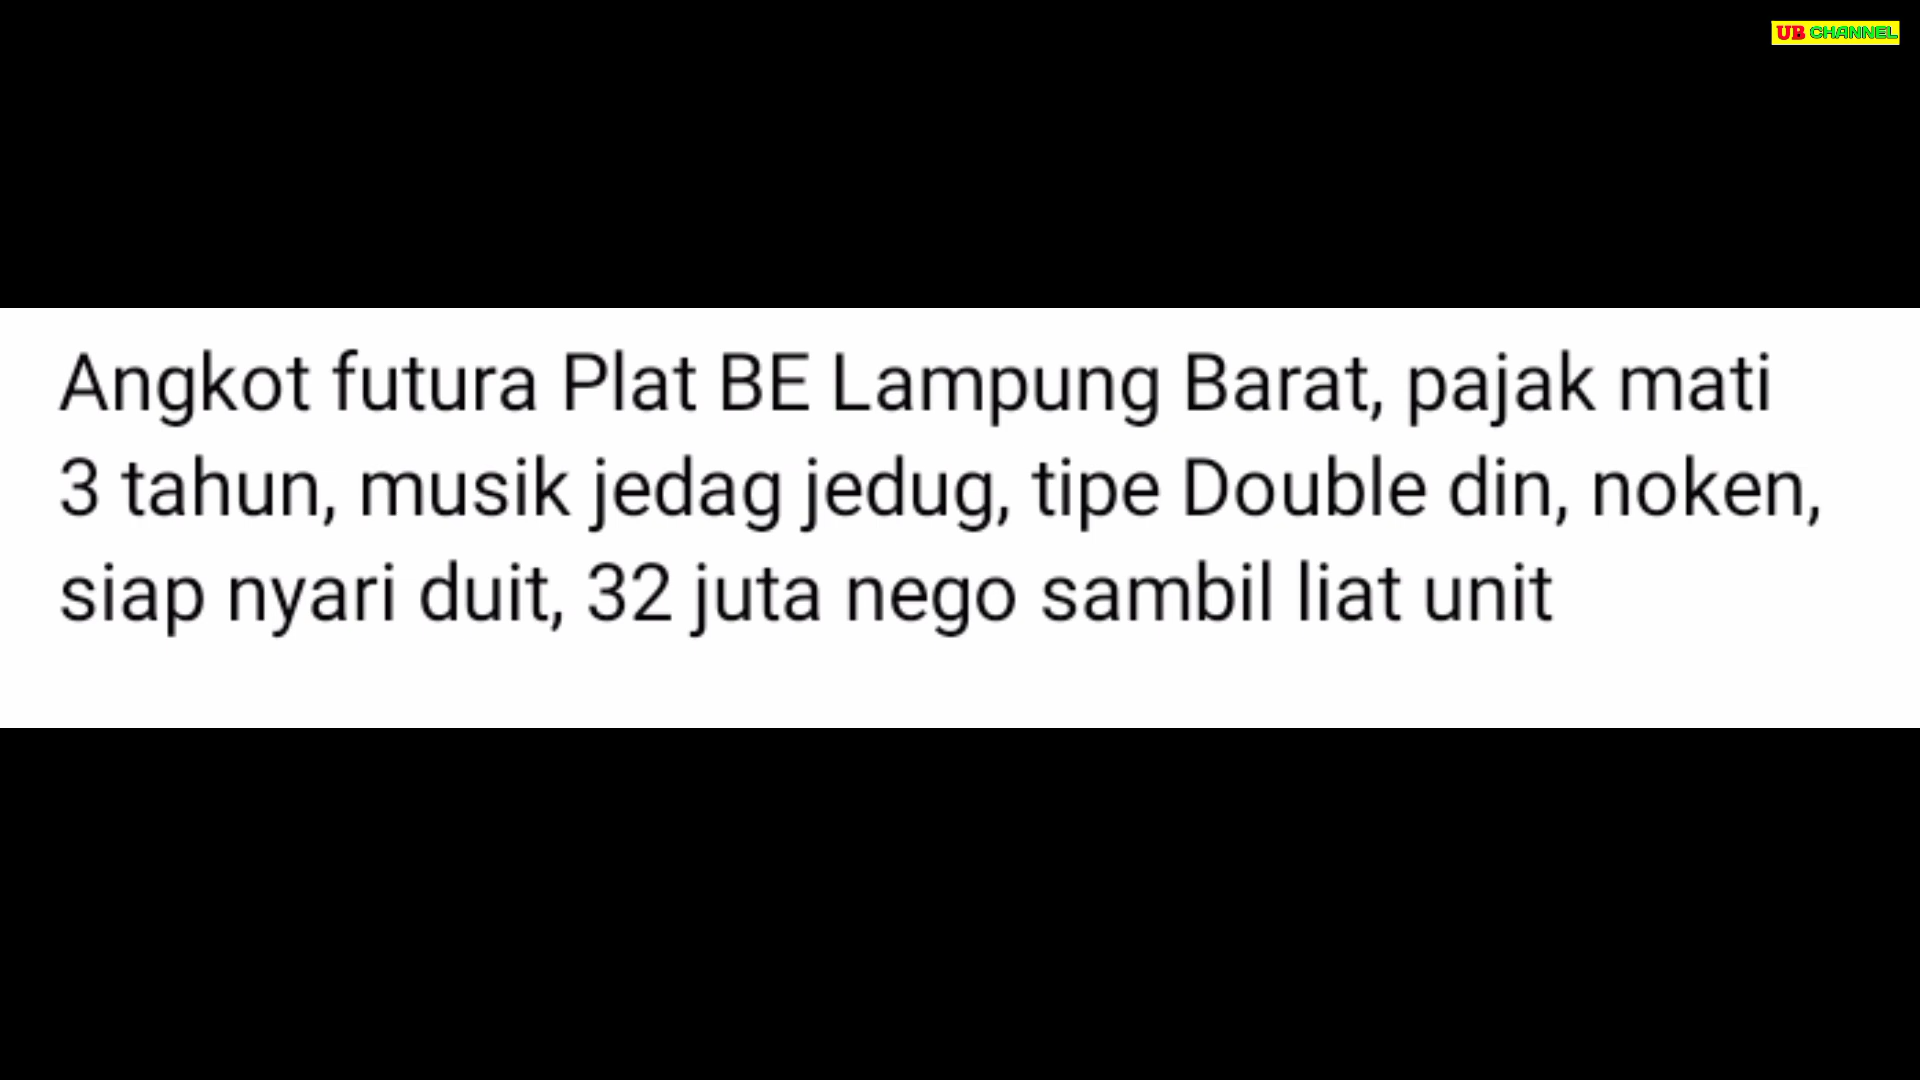 UB CHANNEL
Angkot futura Plat BE Lampung Barat, pajak mati
3 tahun, musik jedag jedug, tipe Double din, noken,
siap nyari duit, 32 juta nego sambil liat unit